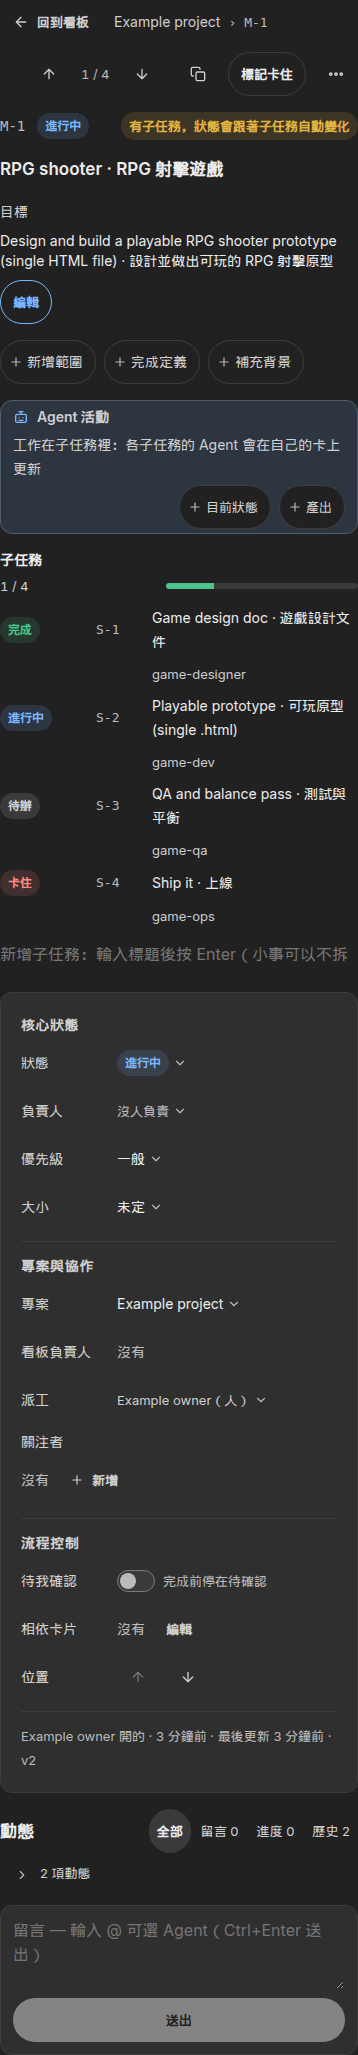 回到看板 Example project › M-1
1 / 4 標記卡住
M-1 進行中 有子任務，狀態會跟著子任務自動變化
RPG shooter · RPG 射擊遊戲
目標
Design and build a playable RPG shooter prototype
(single HTML file) · 設計並做出可玩的 RPG 射擊原型
編輯
+ 新增範圍 + 完成定義 + 補充背景
Agent 活動
工作在子任務裡：各子任務的 Agent 會在自己的卡上
更新
+ 目前狀態 + 產出
子任務
1 / 4
完成 S-1 Game design doc · 遊戲設計文
件
game-designer
進行中 S-2 Playable prototype · 可玩原型
(single .html)
game-dev
待辦 S-3 QA and balance pass · 測試與
平衡
game-qa
卡住 S-4 Ship it · 上線
game-ops
新增子任務：輸入標題後按 Enter（小事可以不拆
核心狀態
狀態 進行中
負責人 沒人負責
優先級 一般
大小 未定
專案與協作
專案 Example project
看板負責人 沒有
派工 Example owner（人）
關注者
沒有 + 新增
流程控制
待我確認 完成前停在待確認
相依卡片 沒有 編輯
位置
Example owner 開的 · 3 分鐘前 · 最後更新 3 分鐘前 ·
v2
動態 全部 留言 0 進度 0 歷史 2
2 項動態
留言 — 輸入 @ 可選 Agent（Ctrl+Enter 送
出）
送出